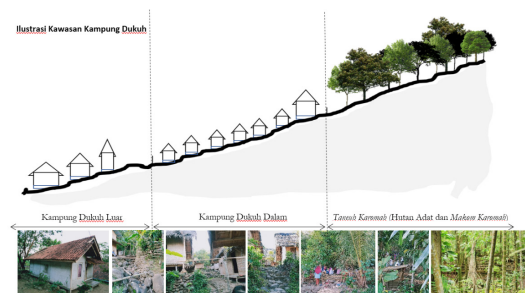 Ilustrasi Kawasan Kampung Dukuh
Kampung Dukuh Luar
Kampung Dukuh Dalam
Taneuh Karomah (Hutan Adat dan Makom Karomah)